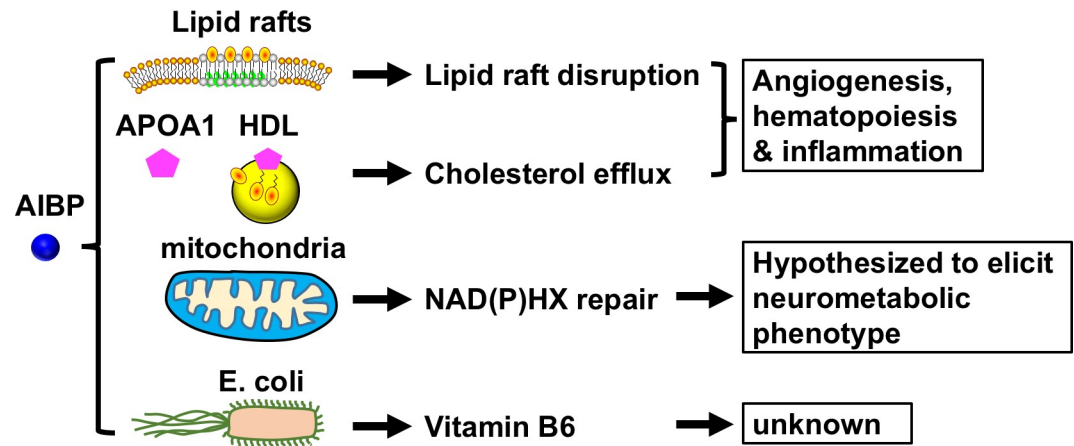 Lipid rafts
Lipid raft disruption
APOA1 HDL
Cholesterol efflux
Angiogenesis,
hematopoiesis
& inflammation
AIBP
mitochondria
NAD(P)HX repair
Hypothesized to elicit
neurometabolic
phenotype
E. coli
Vitamin B6
unknown